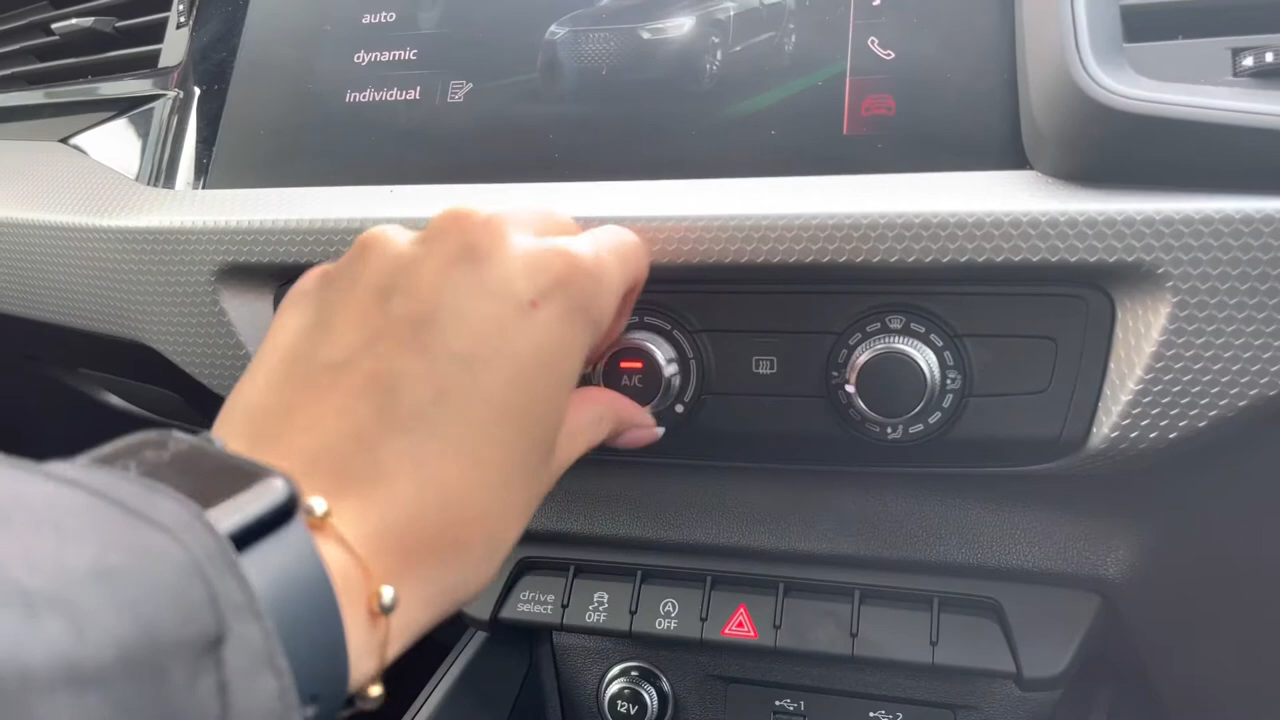 auto
dynamic
individual
A/C
drive
select
OFF
A
OFF
12V
1
2